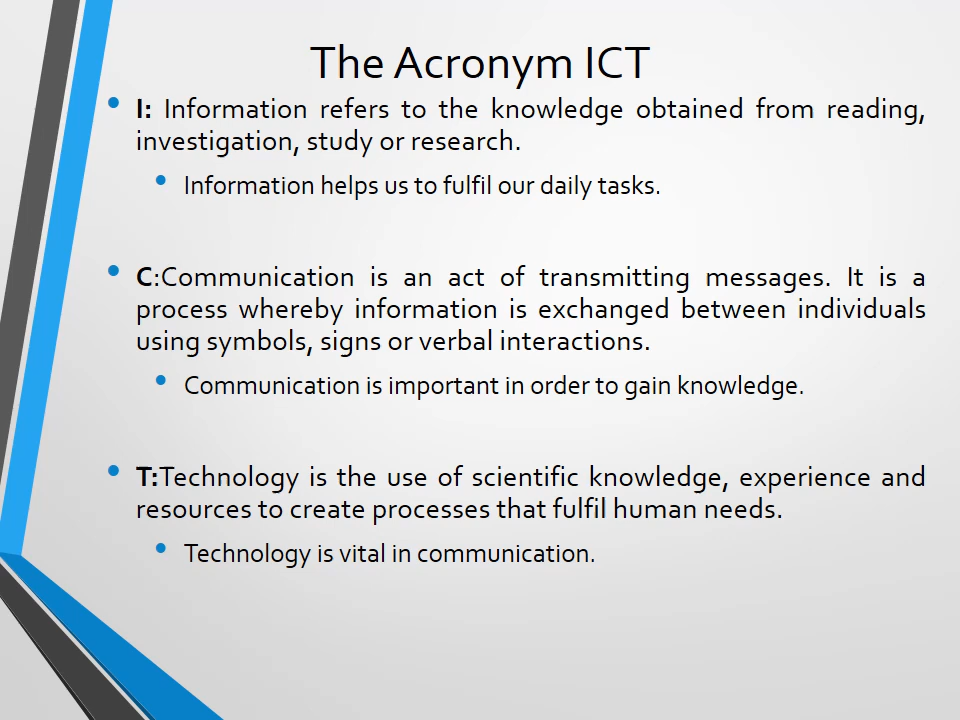 The Acronym ICT
• I: Information refers to the knowledge obtained from reading,
investigation, study or research.
• Information helps us to fulfil our daily tasks.
• C:Communication is an act of transmitting messages. It is a
process whereby information is exchanged between individuals
using symbols, signs or verbal interactions.
• Communication is important in order to gain knowledge.
• T:Technology is the use of scientific knowledge, experience and
resources to create processes that fulfil human needs.
• Technology is vital in communication.